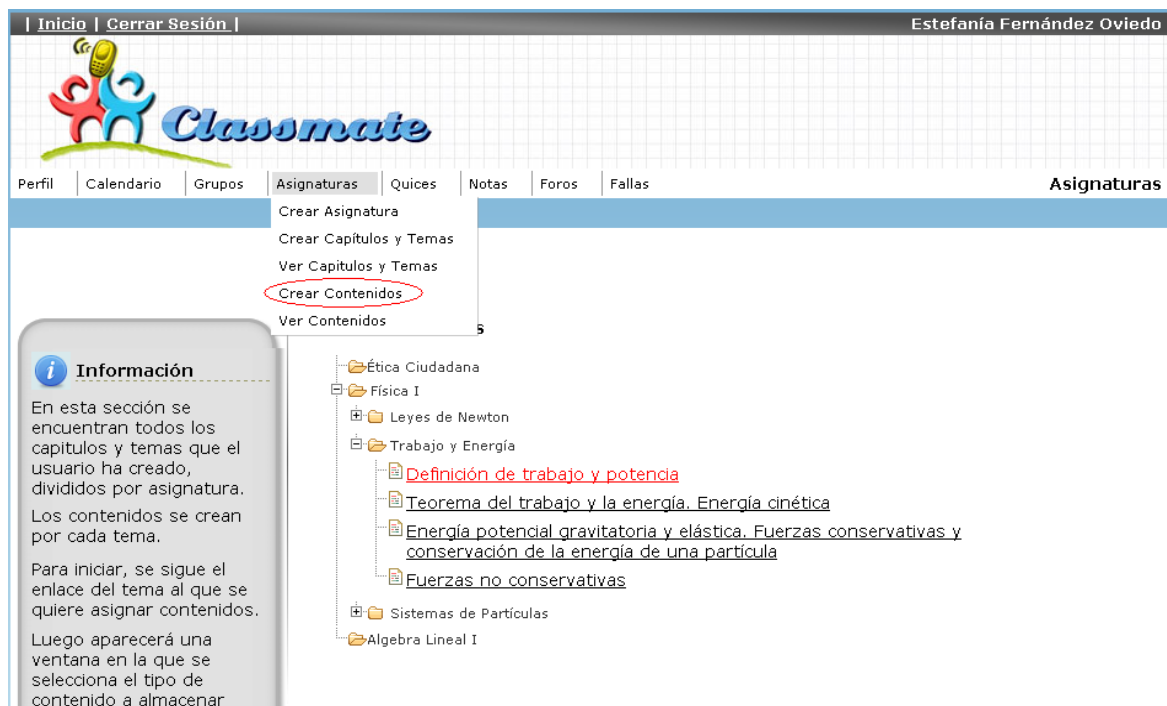 | Inicio | Cerrar Sesión |
Estefanía Fernández Oviedo
Classmate
Perfil
Calendario
Grupos
Asignaturas
Quices
Notas
Foros
Fallas
Asignaturas
Crear Asignatura
Crear Capítulos y Temas
Ver Capitulos y Temas
Crear Contenidos
Ver Contenidos
s
Información
En esta sección se
encuentran todos los
capitulos y temas que el
usuario ha creado,
divididos por asignatura.
Los contenidos se crean
por cada tema.
Para iniciar, se sigue el
enlace del tema al que se
quiere asignar contenidos.
Luego aparecerá una
ventana en la que se
selecciona el tipo de
contenido a almacenar
Ética Ciudadana
Física I
Leyes de Newton
Trabajo y Energía
Definición de trabajo y potencia
Teorema del trabajo y la energía. Energía cinética
Energía potencial gravitatoria y elástica. Fuerzas conservativas y
conservación de la energía de una partícula
Fuerzas no conservativas
Sistemas de Partículas
Algebra Lineal I